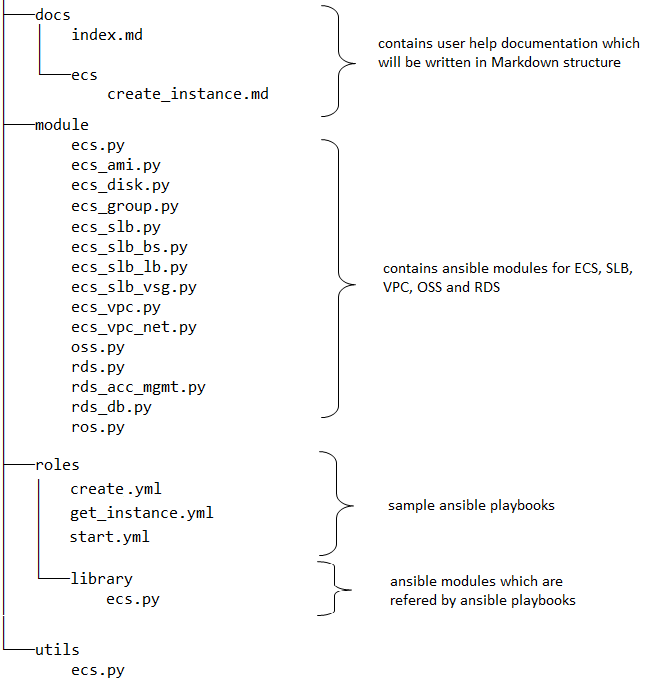 docs
index.md
ecs
create_instance.md
contains user help documentation which
will be written in Markdown structure
module
ecs.py
ecs_ami.py
ecs_disk.py
ecs_group.py
ecs_slb.py
ecs_slb_bs.py
ecs_slb_lb.py
ecs_slb_vsg.py
ecs_vpc.py
ecs_vpc_net.py
oss.py
rds.py
rds_acc_mgmt.py
rds_db.py
ros.py
contains ansible modules for ECS, SLB,
VPC, OSS and RDS
roles
create.yml
get_instance.yml
start.yml
sample ansible playbooks
library
ecs.py
ansible modules which are
refered by ansible playbooks
utils
ecs.py